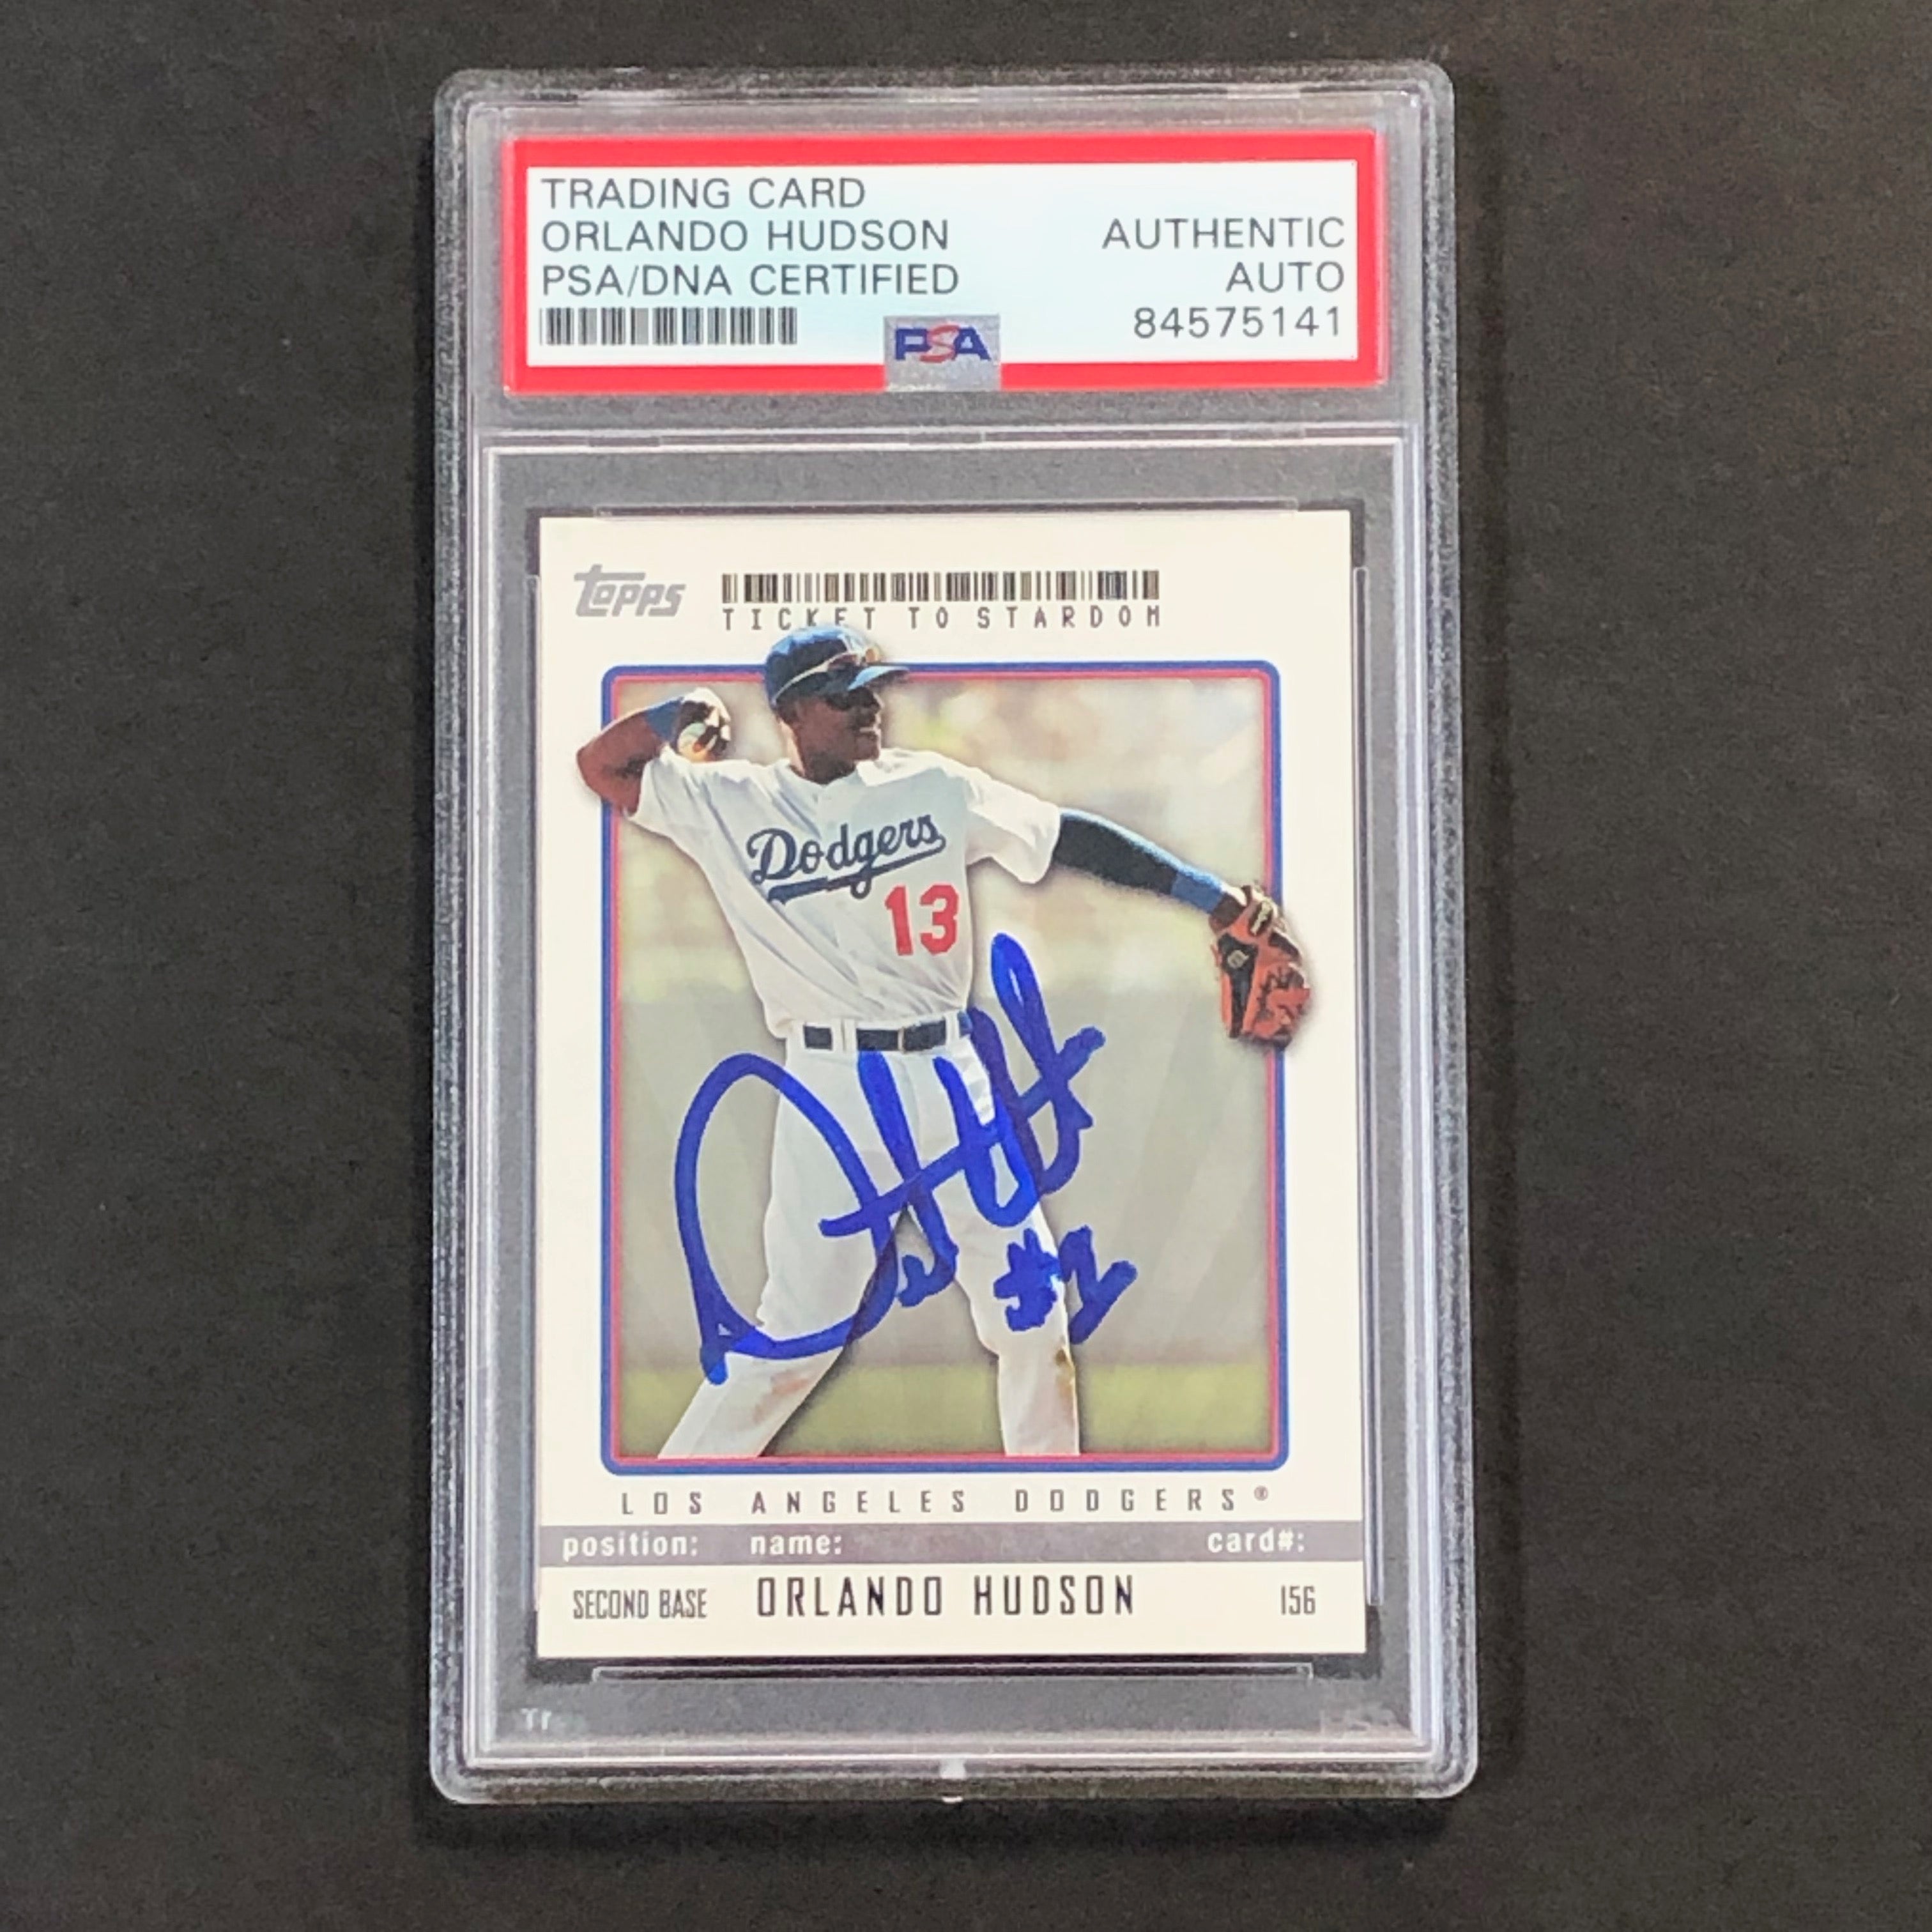 TRADING CARD
ORLANDO HUDSON
PSA/DNA CERTIFIED
AUTHENTIC
AUTO
84575141
PSA
Topps
TICKET TO STARDOM
Dodgers
13
#1
LOS ANGELES DODGERS®
position: name: card#:
SECOND BASE ORLANDO HUDSON 156